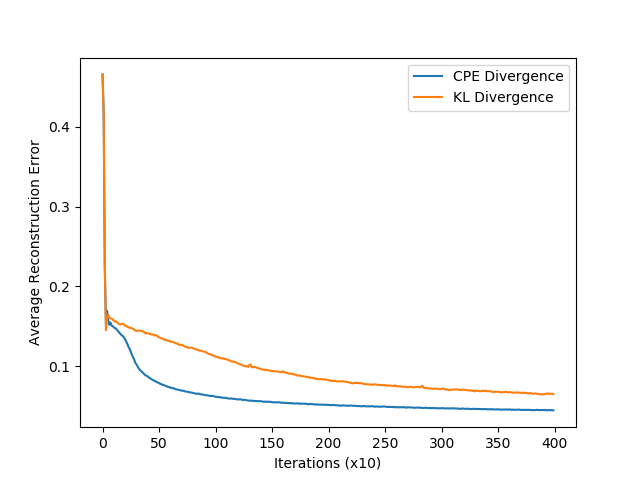 CPE Divergence
KL Divergence
Average Reconstruction Error
0.4
0.3
0.2
0.1
0 50 100 150 200 250 300 350 400
Iterations (x10)